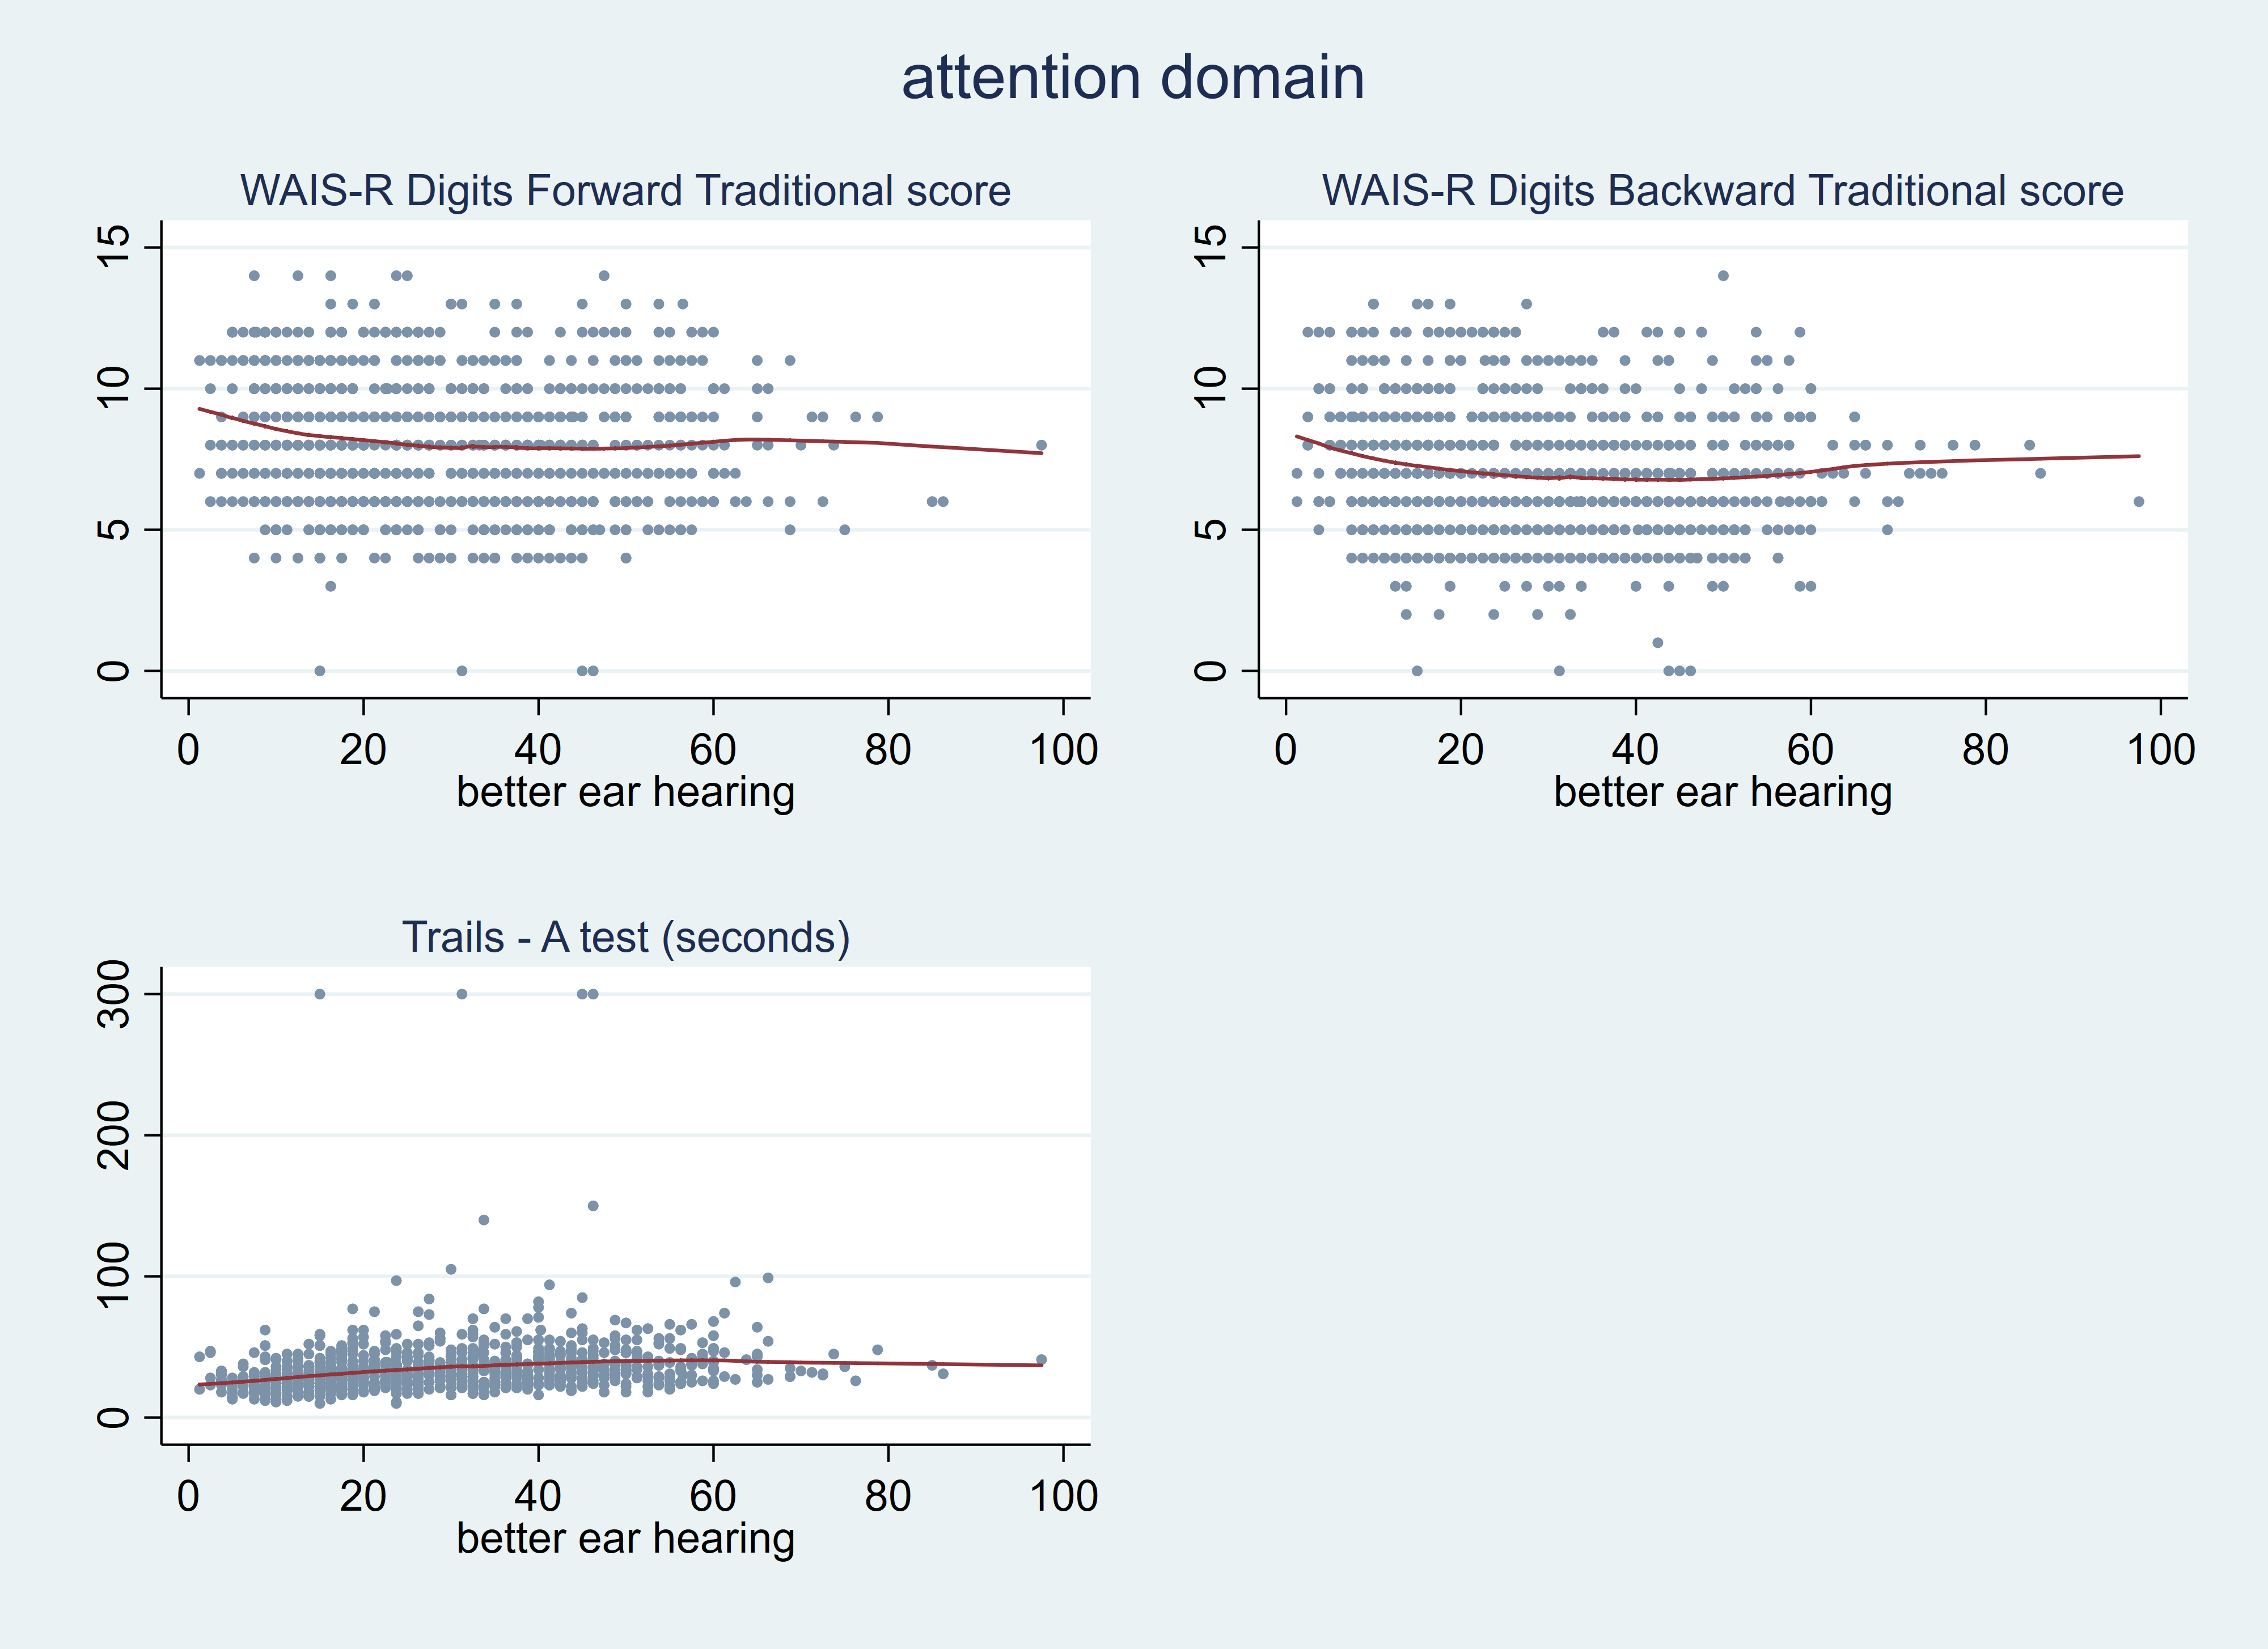 attention domain
WAIS-R Digits Forward Traditional score
15
10
5
0
0 20 40 60 80 100
better ear hearing
WAIS-R Digits Backward Traditional score
15
10
5
0
0 20 40 60 80 100
better ear hearing
Trails - A test (seconds)
300
200
100
0
0 20 40 60 80 100
better ear hearing